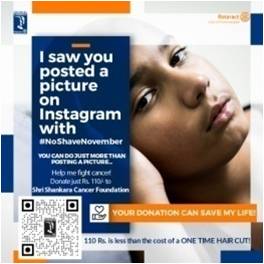 Rotaract
I saw you
posted a
picture
on
Instagram
with
#NoShaveNovember
YOU CAN DO JUST MORE THAN
POSTING A PICTURE...
Help me fight cancer!
Donate just Rs. 110/- to
Shri Shankara Cancer Foundation
YOUR DONATION CAN SAVE MY LIFE!
110 Rs. is less than the cost of a ONE TIME HAIR CUT!